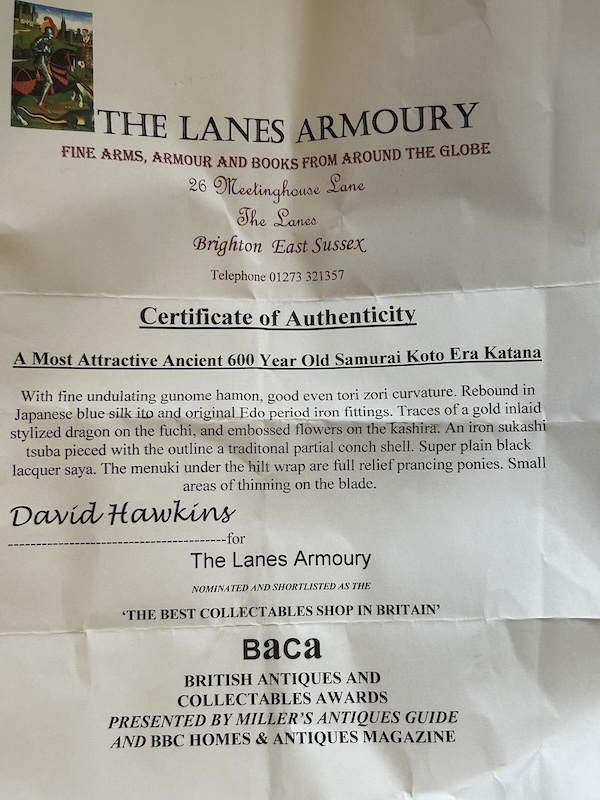 THE LANES ARMOURY
FINE ARMS, ARMOUR AND BOOKS FROM AROUND THE GLOBE
26 Meetinghouse Lane
The Lanes
Brighton East Sussex
Telephone 01273 321357
Certificate of Authenticity
A Most Attractive Ancient 600 Year Old Samurai Koto Era Katana
With fine undulating gunome hamon, good even tori zori curvature. Rebound in
Japanese blue silk ito and original Edo period iron fittings. Traces of a gold inlaid
stylized dragon on the fuchi, and embossed flowers on the kashira. An iron sukashi
tsuba pieced with the outline a traditonal partial conch shell. Super plain black
lacquer saya. The menuki under the hilt wrap are full relief prancing ponies. Small
areas of thinning on the blade.
David Hawkins
----------------------------------------for
The Lanes Armoury
NOMINATED AND SHORTLISTED AS THE
‘THE BEST COLLECTABLES SHOP IN BRITAIN’
BaCa
BRITISH ANTIQUES AND
COLLECTABLES AWARDS
PRESENTED BY MILLER’S ANTIQUES GUIDE
AND BBC HOMES & ANTIQUES MAGAZINE